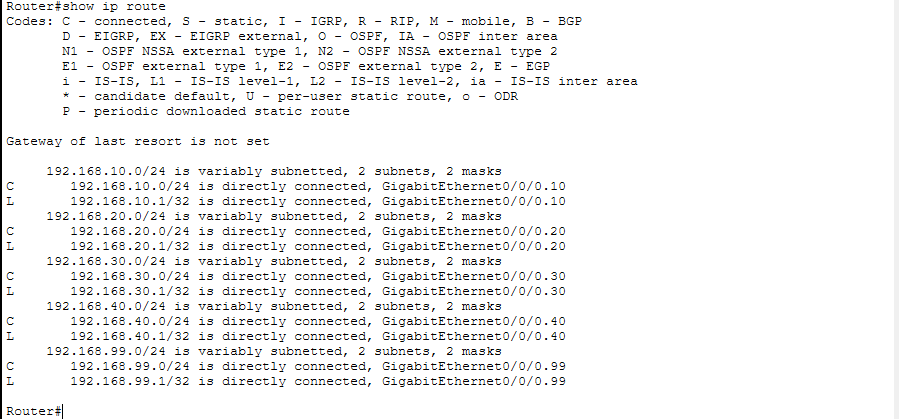 Router#show ip route
Codes: C - connected, S - static, I - IGRP, R - RIP, M - mobile, B - BGP
       D - EIGRP, EX - EIGRP external, O - OSPF, IA - OSPF inter area
       N1 - OSPF NSSA external type 1, N2 - OSPF NSSA external type 2
       E1 - OSPF external type 1, E2 - OSPF external type 2, E - EGP
       i - IS-IS, L1 - IS-IS level-1, L2 - IS-IS level-2, ia - IS-IS inter area
       * - candidate default, U - per-user static route, o - ODR
       P - periodic downloaded static route

Gateway of last resort is not set

     192.168.10.0/24 is variably subnetted, 2 subnets, 2 masks
C       192.168.10.0/24 is directly connected, GigabitEthernet0/0/0.10
L       192.168.10.1/32 is directly connected, GigabitEthernet0/0/0.10
     192.168.20.0/24 is variably subnetted, 2 subnets, 2 masks
C       192.168.20.0/24 is directly connected, GigabitEthernet0/0/0.20
L       192.168.20.1/32 is directly connected, GigabitEthernet0/0/0.20
     192.168.30.0/24 is variably subnetted, 2 subnets, 2 masks
C       192.168.30.0/24 is directly connected, GigabitEthernet0/0/0.30
L       192.168.30.1/32 is directly connected, GigabitEthernet0/0/0.30
     192.168.40.0/24 is variably subnetted, 2 subnets, 2 masks
C       192.168.40.0/24 is directly connected, GigabitEthernet0/0/0.40
L       192.168.40.1/32 is directly connected, GigabitEthernet0/0/0.40
     192.168.99.0/24 is variably subnetted, 2 subnets, 2 masks
C       192.168.99.0/24 is directly connected, GigabitEthernet0/0/0.99
L       192.168.99.1/32 is directly connected, GigabitEthernet0/0/0.99

Router#